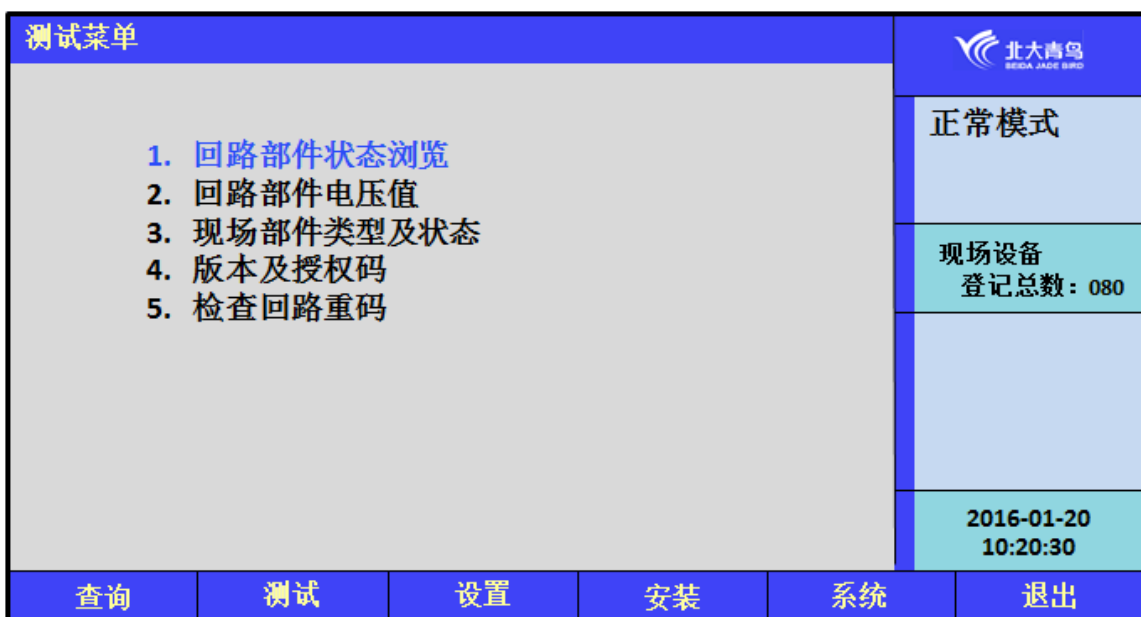 测试菜单
北大青鸟
BEIDA JADE BIRD
正常模式
1. 回路部件状态浏览
2. 回路部件电压值
3. 现场部件类型及状态
4. 版本及授权码
5. 检查回路重码
现场设备
登记总数：080
2016-01-20
10:20:30
查询 测试 设置 安装 系统 退出